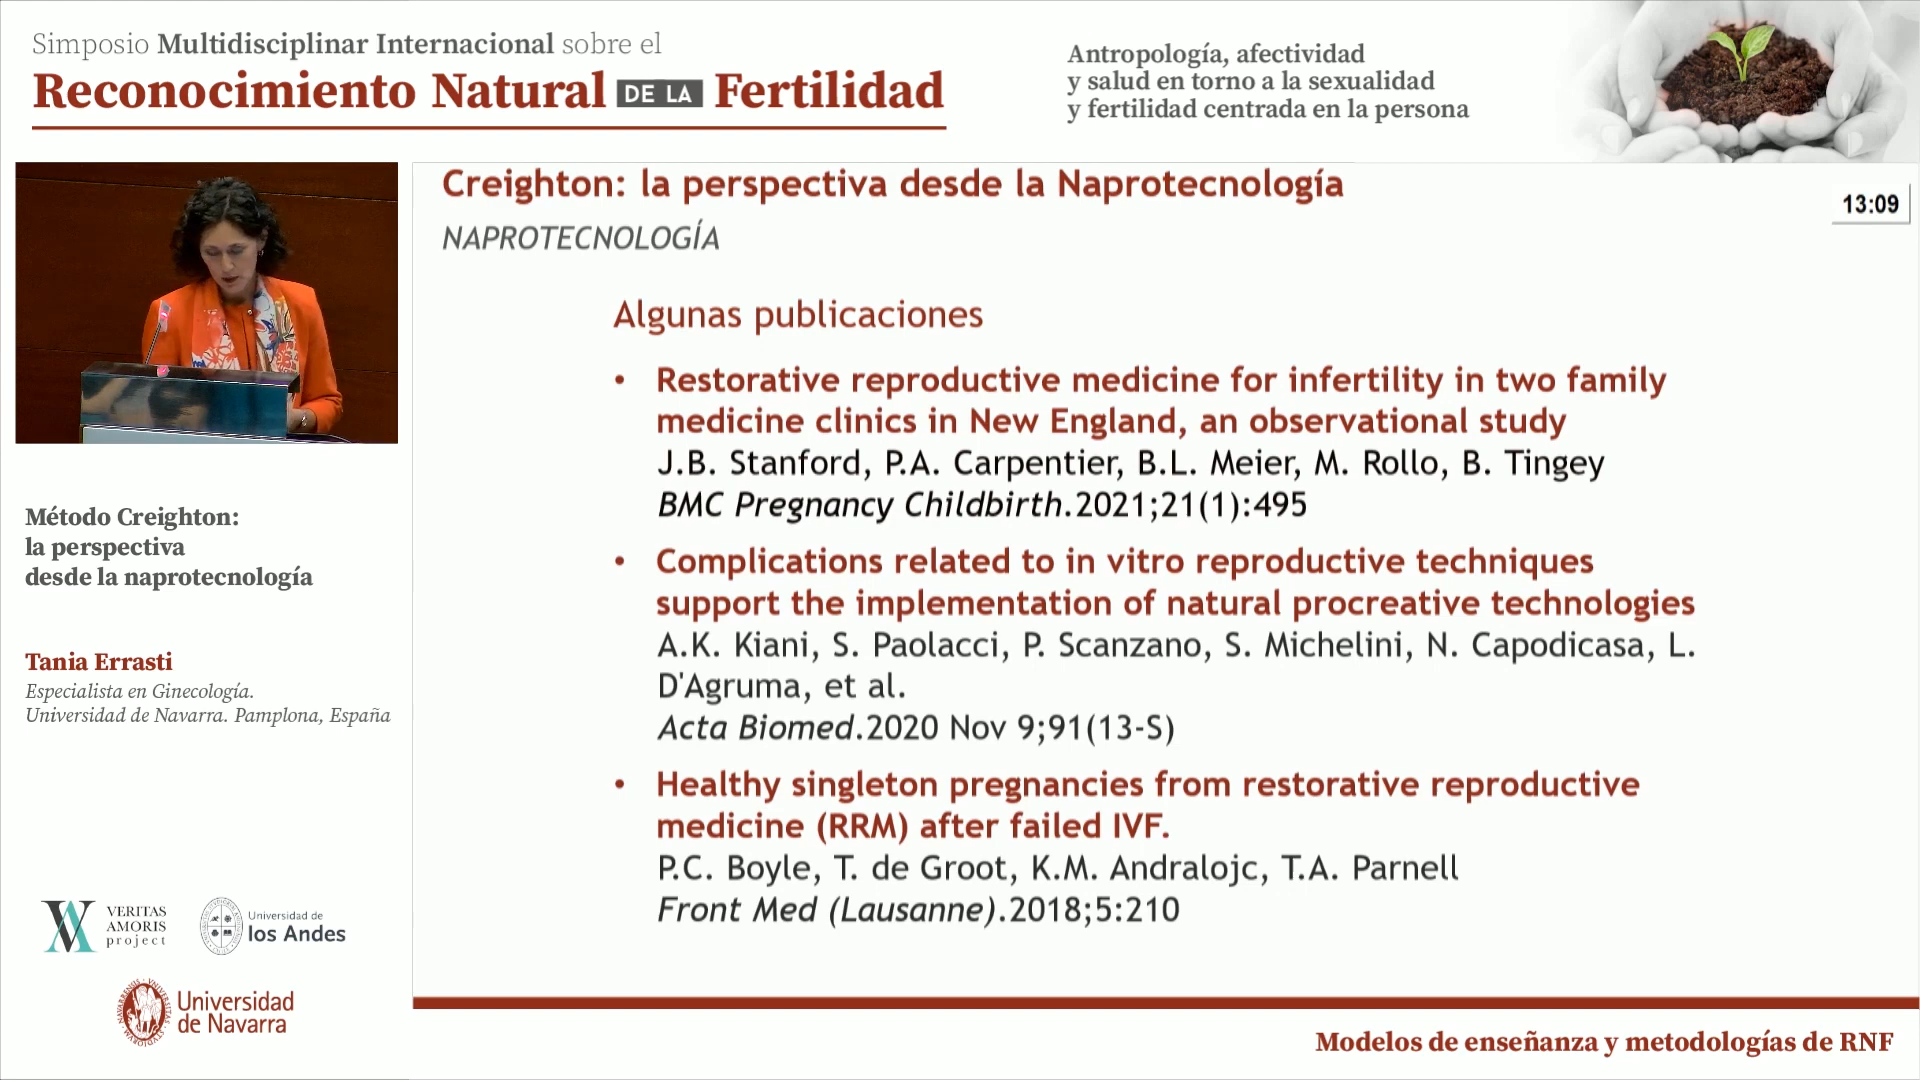 Simposio Multidisciplinar Internacional sobre el
Reconocimiento Natural DE LA Fertilidad
Antropología, afectividad
y salud en torno a la sexualidad
y fertilidad centrada en la persona
Creighton: la perspectiva desde la Naprotecnología
13:09
NAPROTECNOLOGÍA
Algunas publicaciones
• Restorative reproductive medicine for infertility in two family
medicine clinics in New England, an observational study
J.B. Stanford, P.A. Carpentier, B.L. Meier, M. Rollo, B. Tingey
BMC Pregnancy Childbirth.2021;21(1):495
• Complications related to in vitro reproductive techniques
support the implementation of natural procreative technologies
A.K. Kiani, S. Paolacci, P. Scanzano, S. Michelini, N. Capodicasa, L.
D'Agruma, et al.
Acta Biomed.2020 Nov 9;91(13-S)
• Healthy singleton pregnancies from restorative reproductive
medicine (RRM) after failed IVF.
P.C. Boyle, T. de Groot, K.M. Andralojc, T.A. Parnell
Front Med (Lausanne).2018;5:210
Método Creighton:
la perspectiva
desde la naprotecnología
Tania Errasti
Especialista en Ginecología.
Universidad de Navarra. Pamplona, España
VERITAS
AMORIS
project
Universidad de
los Andes
Universidad
de Navarra
Modelos de enseñanza y metodologías de RNF